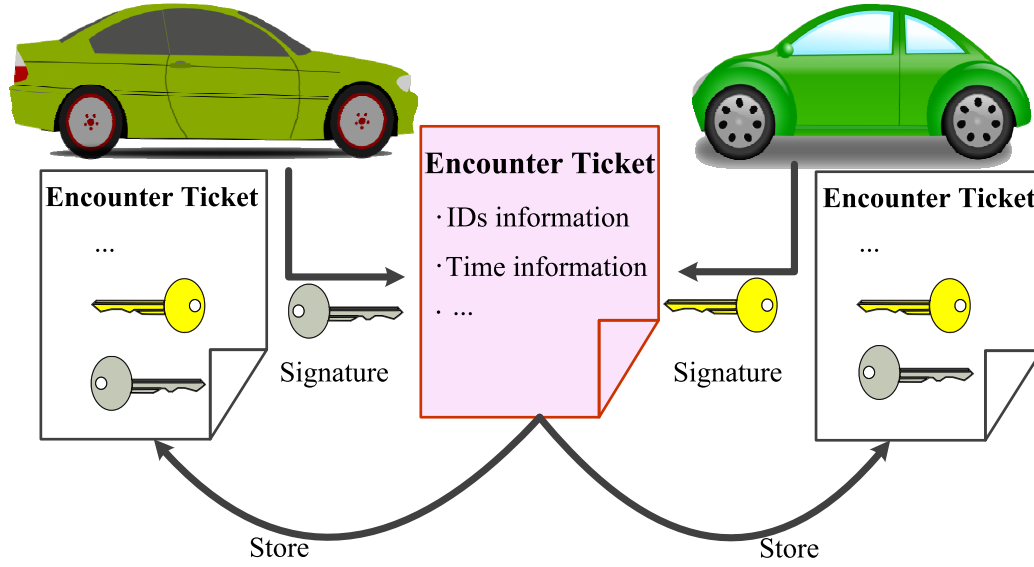 Encounter Ticket
...
Signature
Encounter Ticket
· IDs information
· Time information
· ...
Signature
Encounter Ticket
...
Store
Store